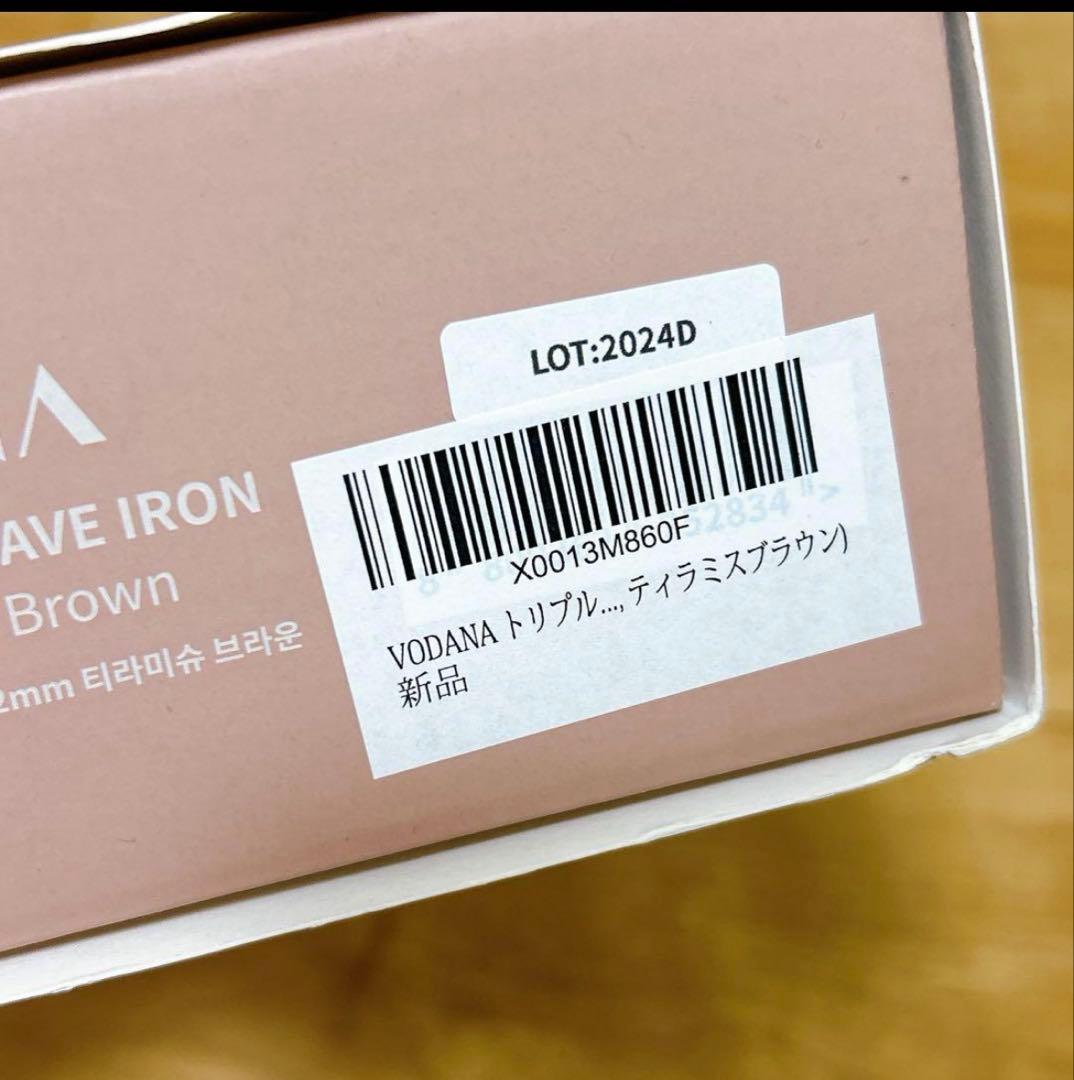 LOT:2024D
AVE IRON
Brown
2mm 티라미슈 브라운
X0013M860F
VODANA トリプル..., ティラミスブラウン)
新品